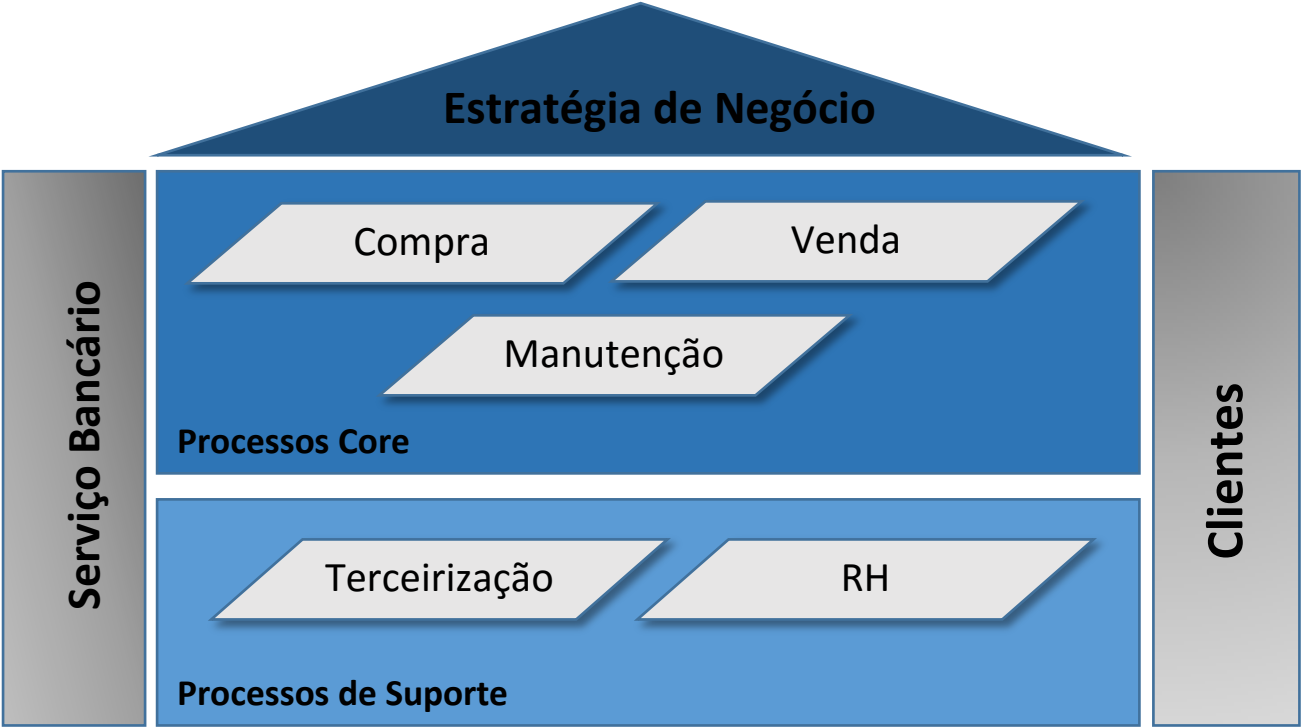 Estratégia de Negócio
Serviço Bancário
Compra
Venda
Manutenção
Processos Core
Terceirização
RH
Processos de Suporte
Clientes